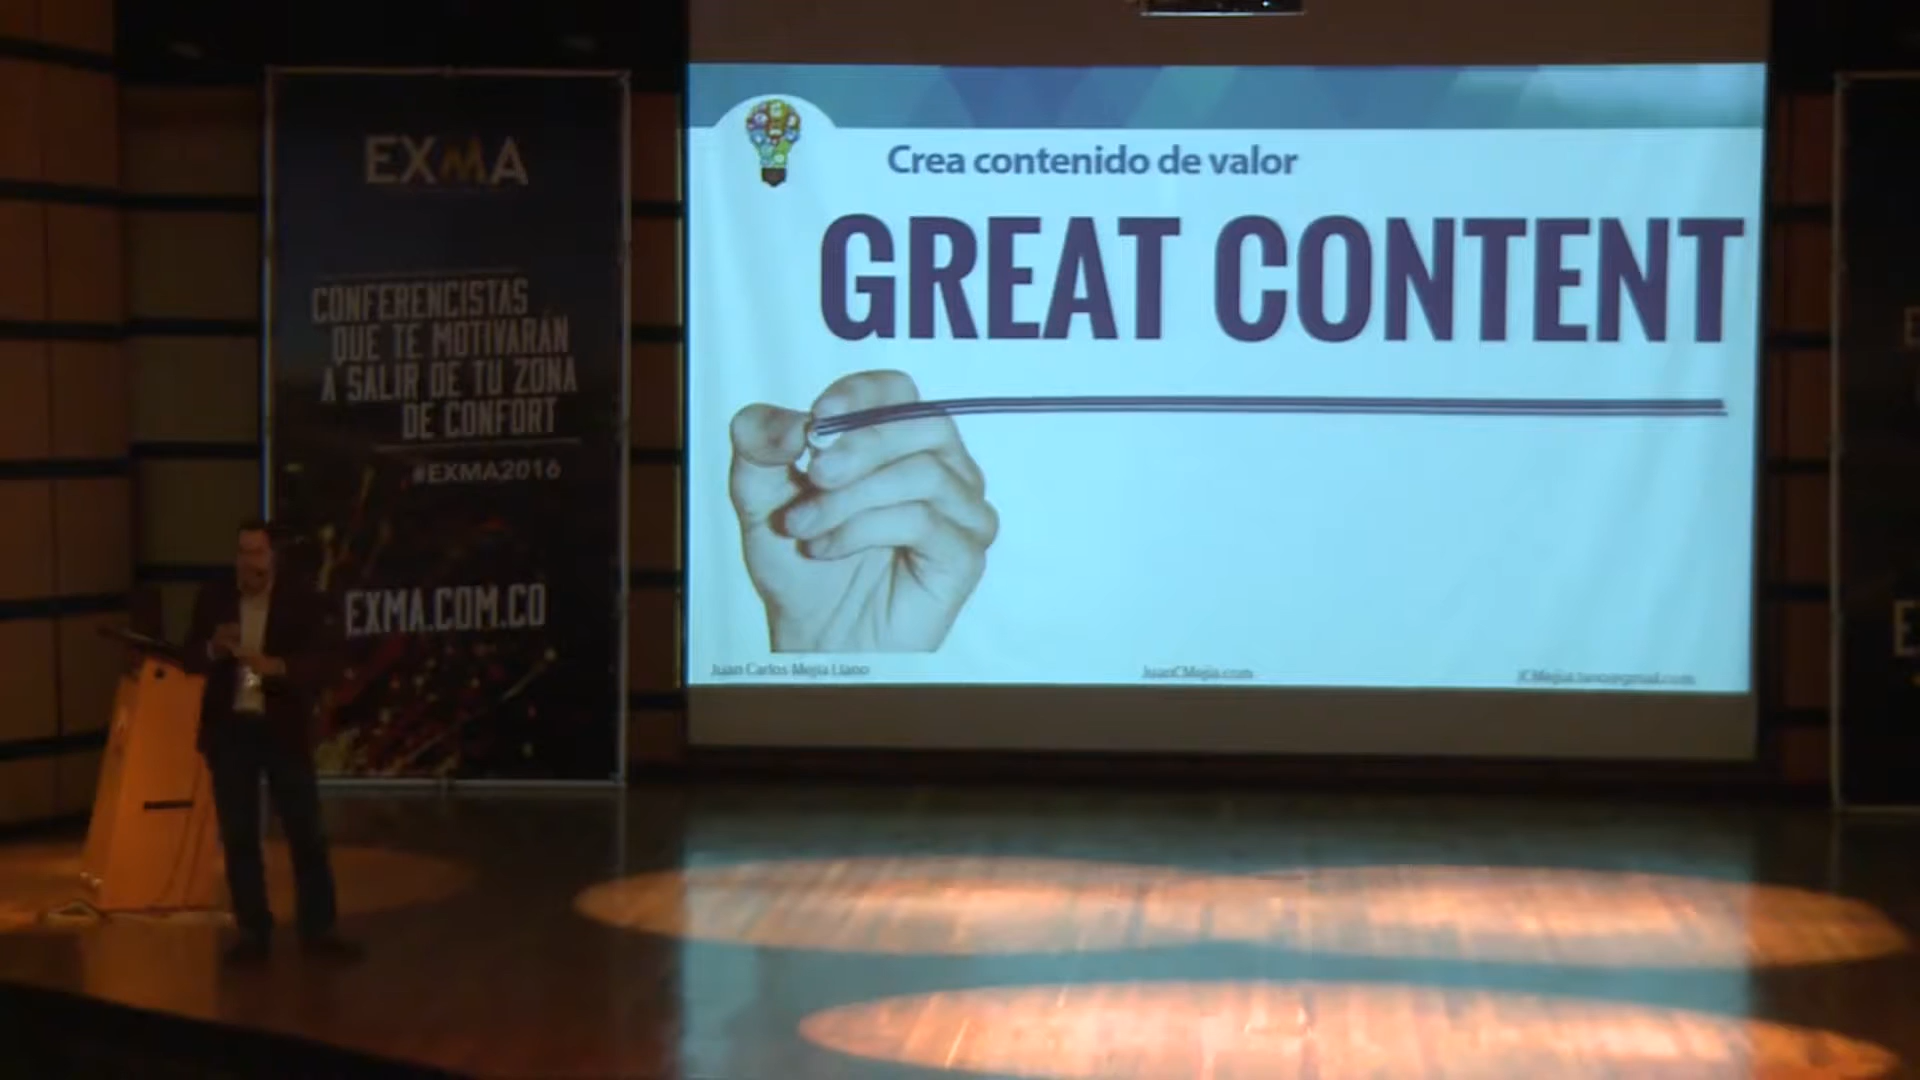 EXMA
CONFERENCISTAS
QUE TE MOTIVARÁN
A SALIR DE TU ZONA
DE CONFORT
#EXMA2016
EXMA.COM.CO
Crea contenido de valor
GREAT CONTENT
Juan Carlos Mejia Llano
JuanCMejia.com